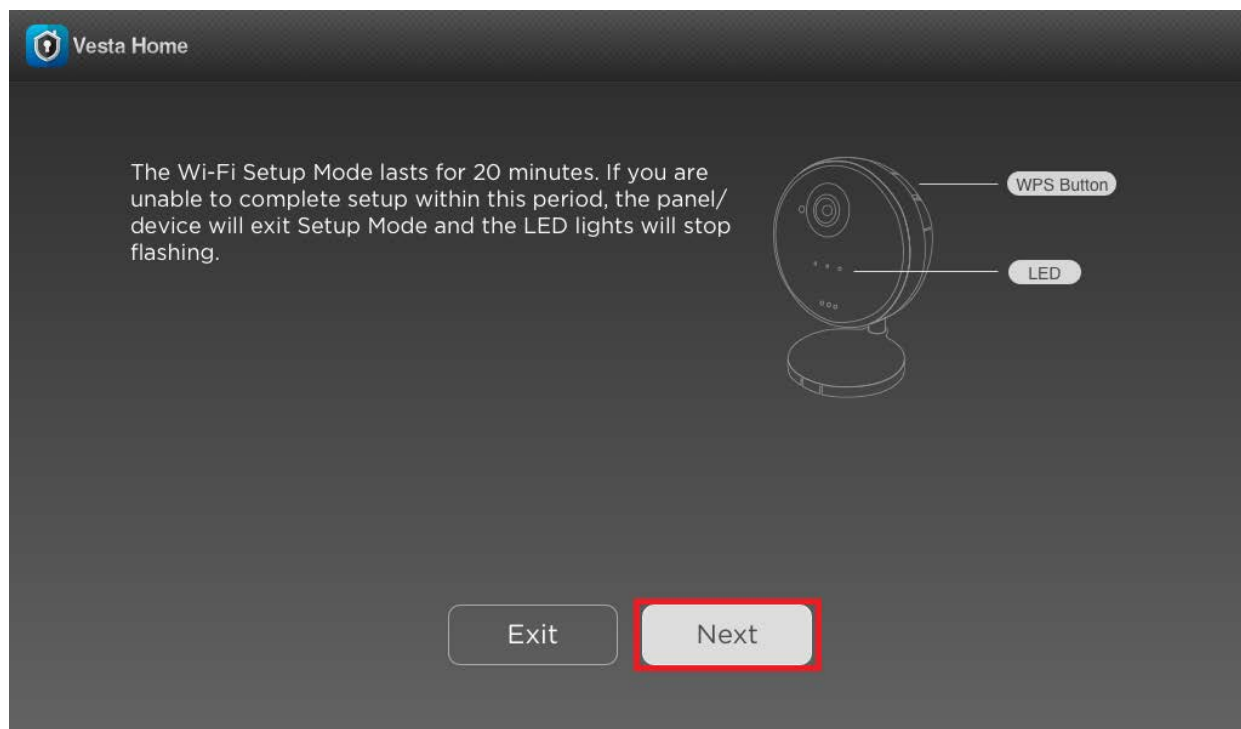 Vesta Home
The Wi-Fi Setup Mode lasts for 20 minutes. If you are
unable to complete setup within this period, the panel/
device will exit Setup Mode and the LED lights will stop
flashing.
WPS Button
LED
Exit
Next